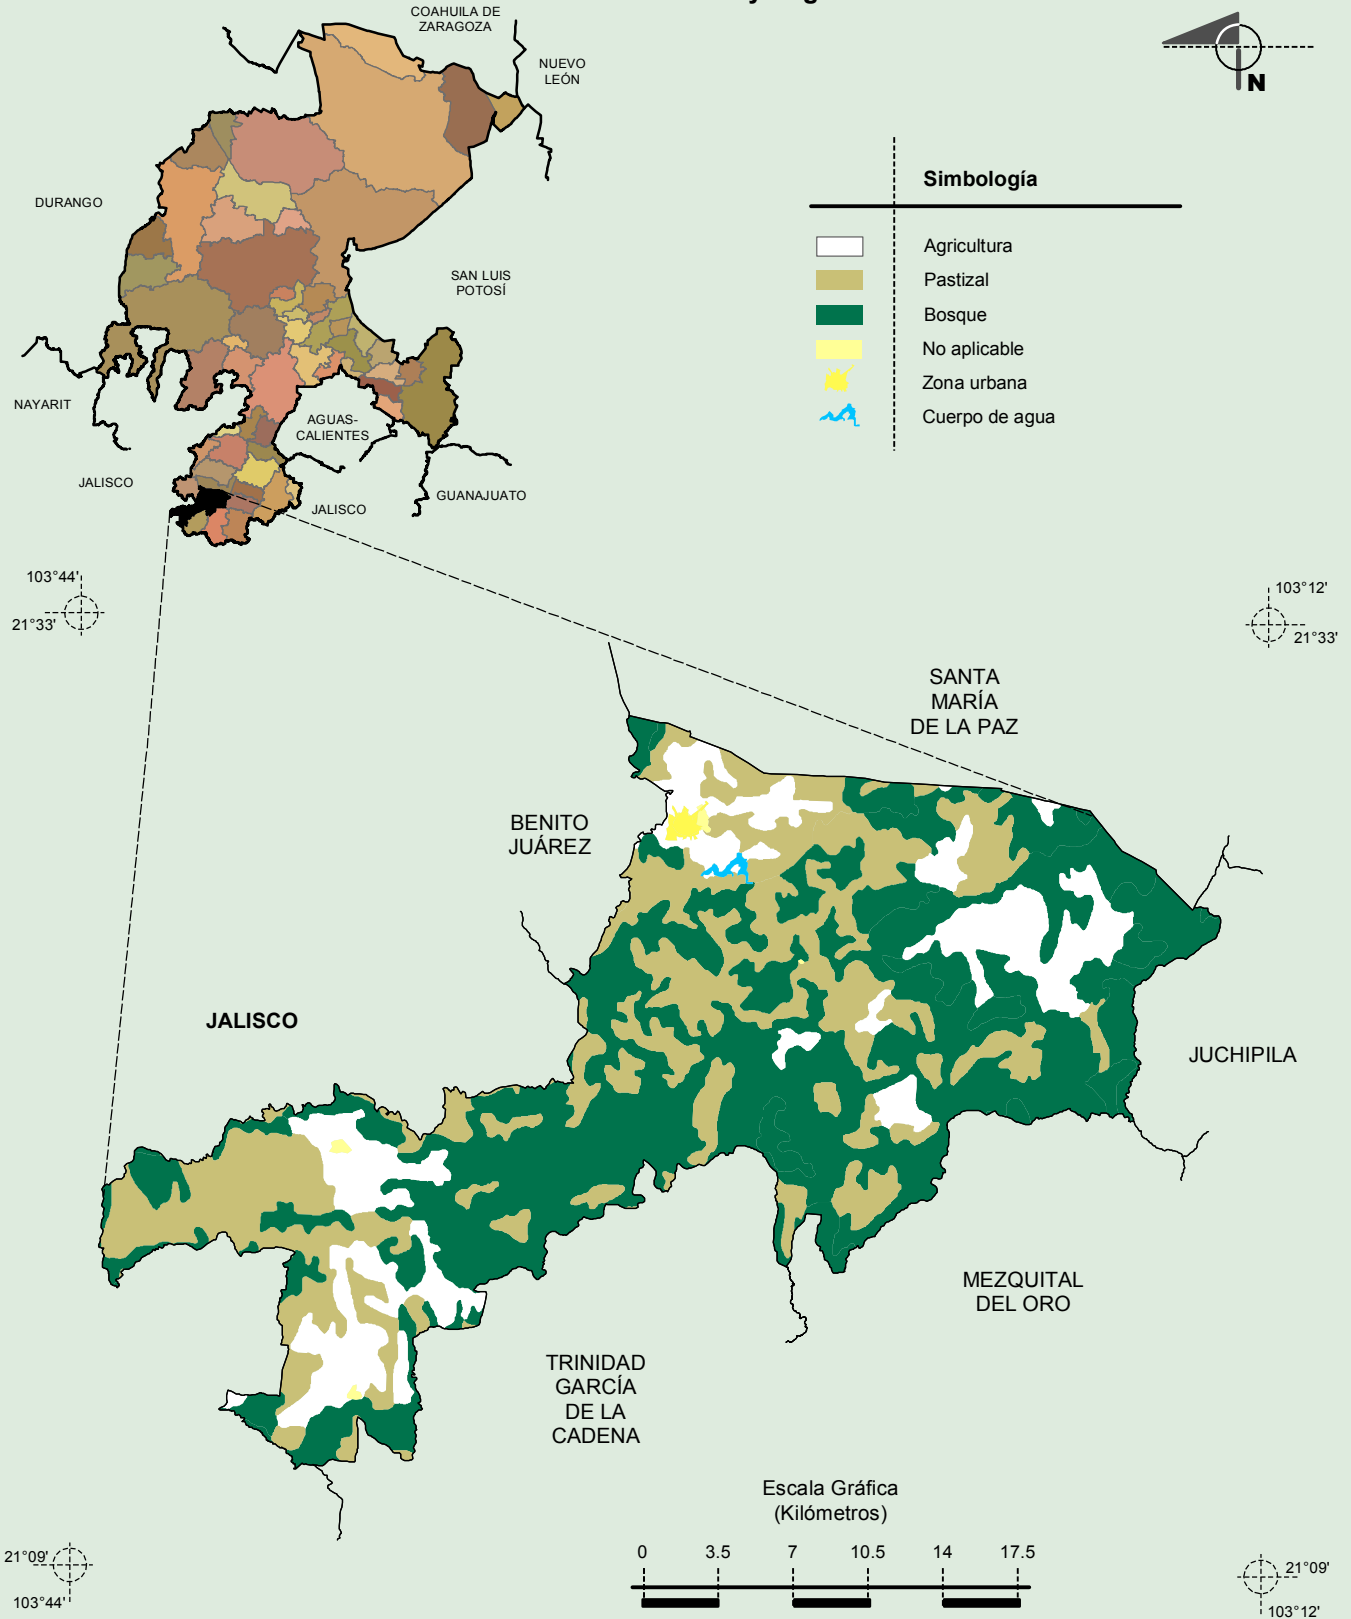 COAHUILA DE
ZARAGOZA
NUEVO
LEÓN
N
DURANGO
SAN LUIS
POTOSÍ
NAYARIT
AGUAS-
CALIENTES
JALISCO
JALISCO
GUANAJUATO
Simbología
Agricultura
Pastizal
Bosque
No aplicable
Zona urbana
Cuerpo de agua
103°44'
21°33'
103°12'
21°33'
SANTA
MARÍA
DE LA PAZ
BENITO
JUÁREZ
JALISCO
JUCHIPILA
MEZQUITAL
DEL ORO
TRINIDAD
GARCÍA
DE LA
CADENA
Escala Gráfica
(Kilómetros)
0 3.5 7 10.5 14 17.5
21°09'
103°44'
21°09'
103°12'